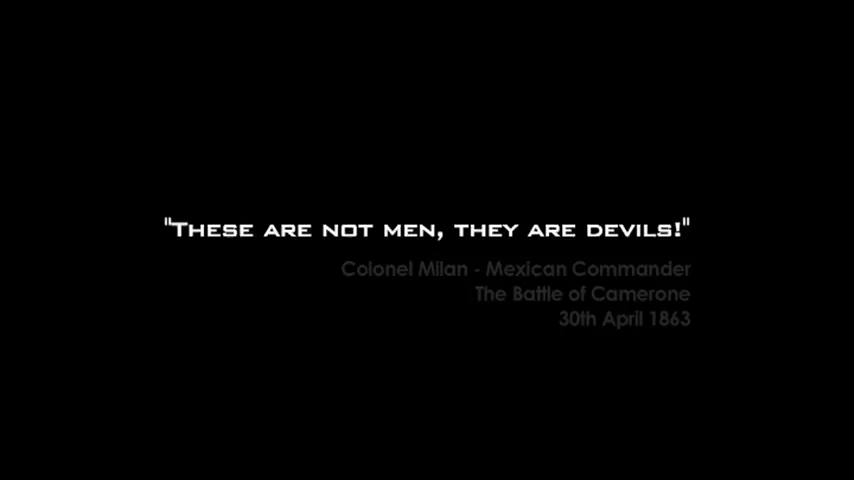 "These are not men, they are devils!"
Colonel Milan - Mexican Commander
The Battle of Camerone
30th April 1863